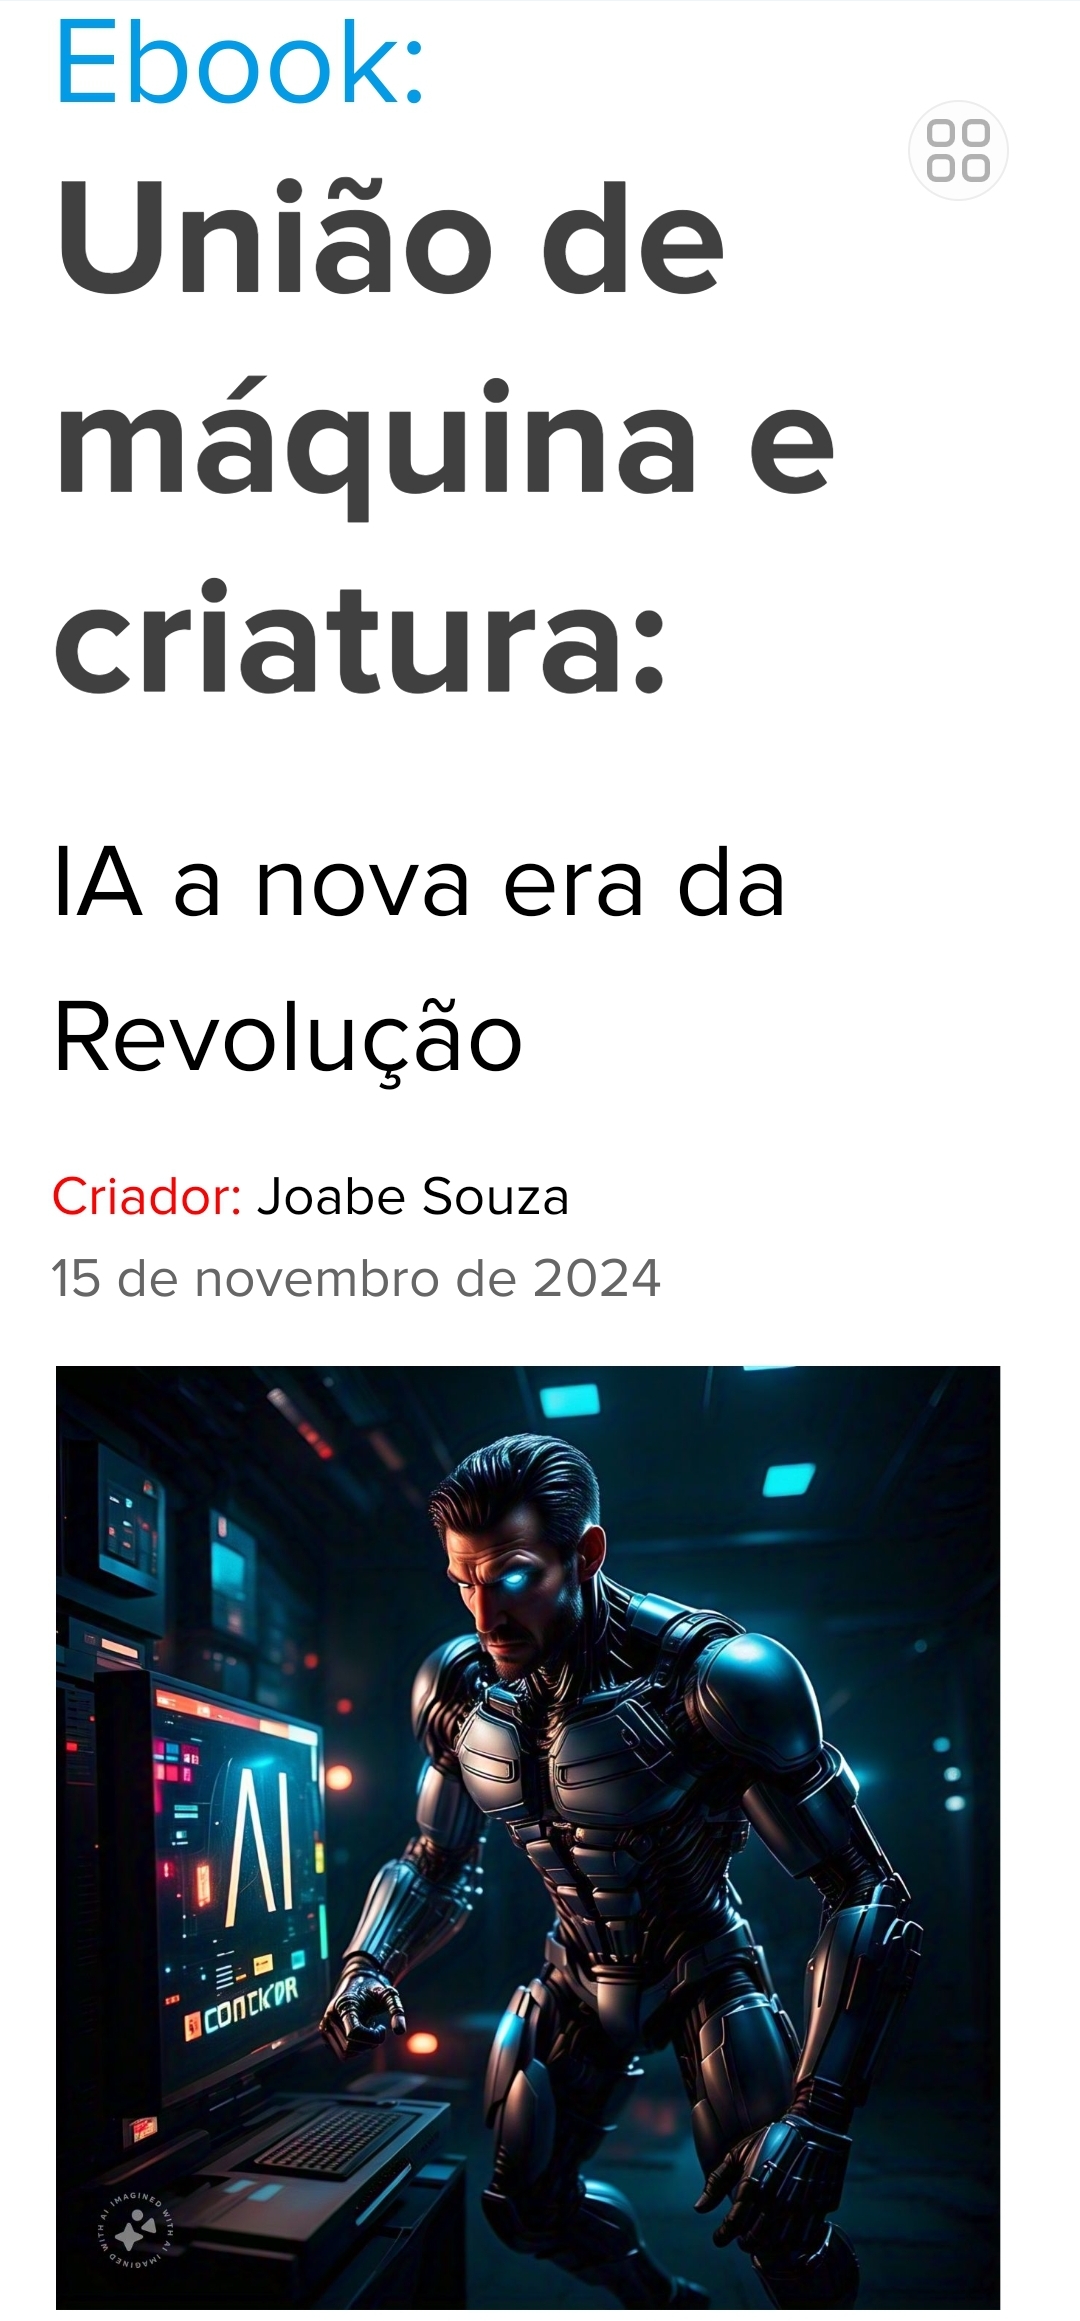 Ebook:
União de
máquina e
criatura:
IA a nova era da
Revolução
Criador: Joabe Souza
15 de novembro de 2024
AI
IMAGINED WITH AI IMAGINED WITH AI